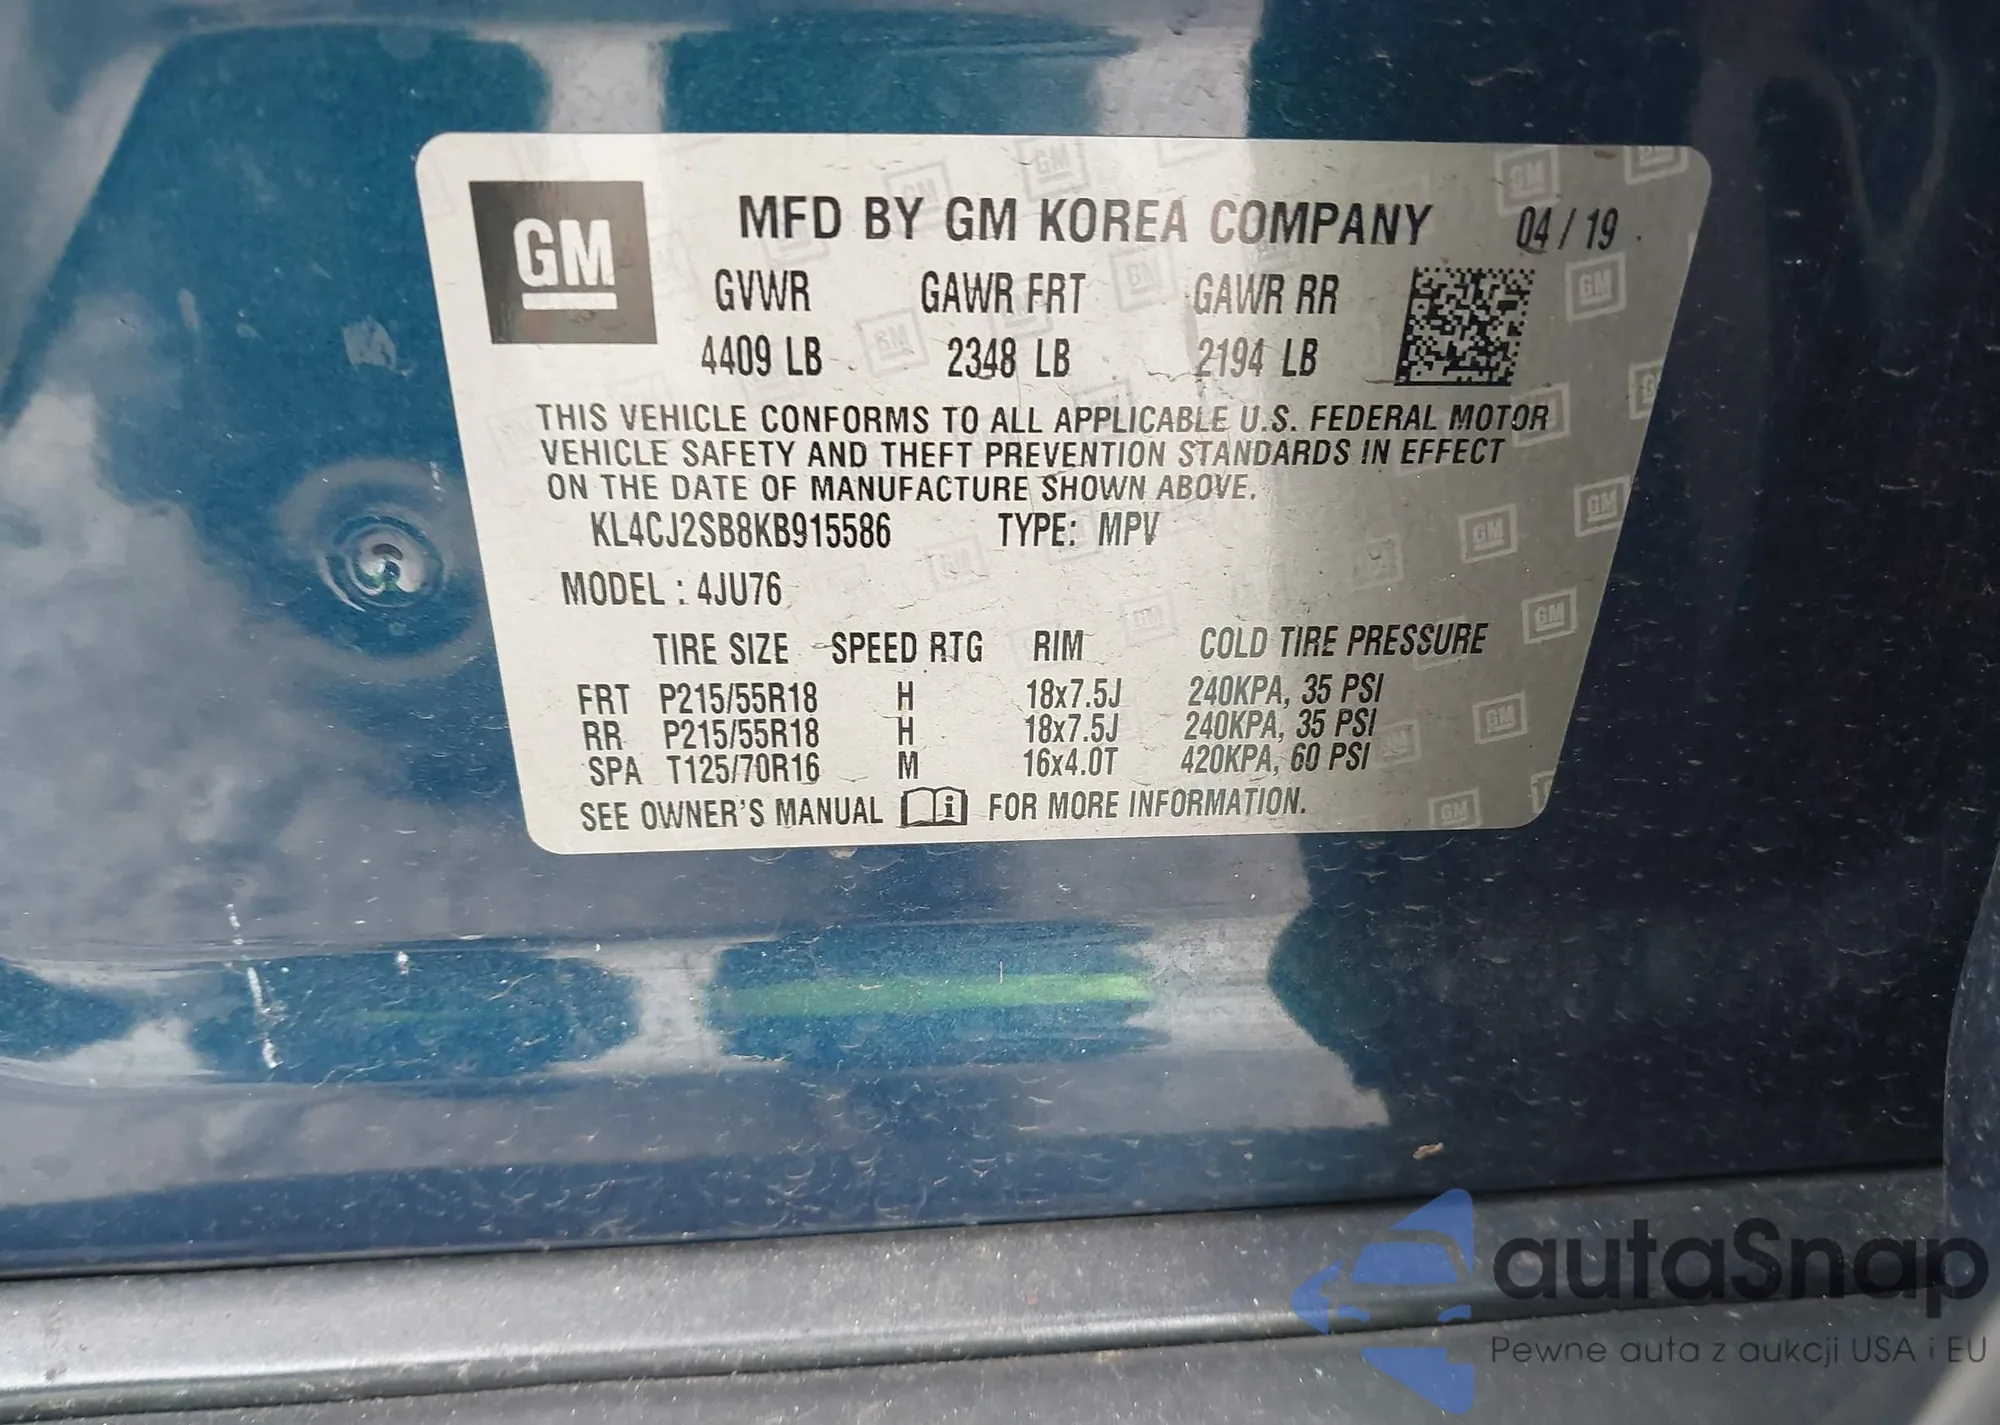 GM
MFD BY GM KOREA COMPANY 04 / 19
GVWR GAWR FRT GAWR RR
4409 LB 2348 LB 2194 LB
THIS VEHICLE CONFORMS TO ALL APPLICABLE U.S. FEDERAL MOTOR
VEHICLE SAFETY AND THEFT PREVENTION STANDARDS IN EFFECT
ON THE DATE OF MANUFACTURE SHOWN ABOVE.
KL4CJ2SB8KB915586 TYPE: MPV
MODEL : 4JU76
TIRE SIZE SPEED RTG RIM COLD TIRE PRESSURE
FRT P215/55R18 H 18x7.5J 240KPA, 35 PSI
RR P215/55R18 H 18x7.5J 240KPA, 35 PSI
SPA T125/70R16 M 16x4.0T 420KPA, 60 PSI
SEE OWNER'S MANUAL i FOR MORE INFORMATION.
autaSnap
Pewne auta z aukcji USA i EU